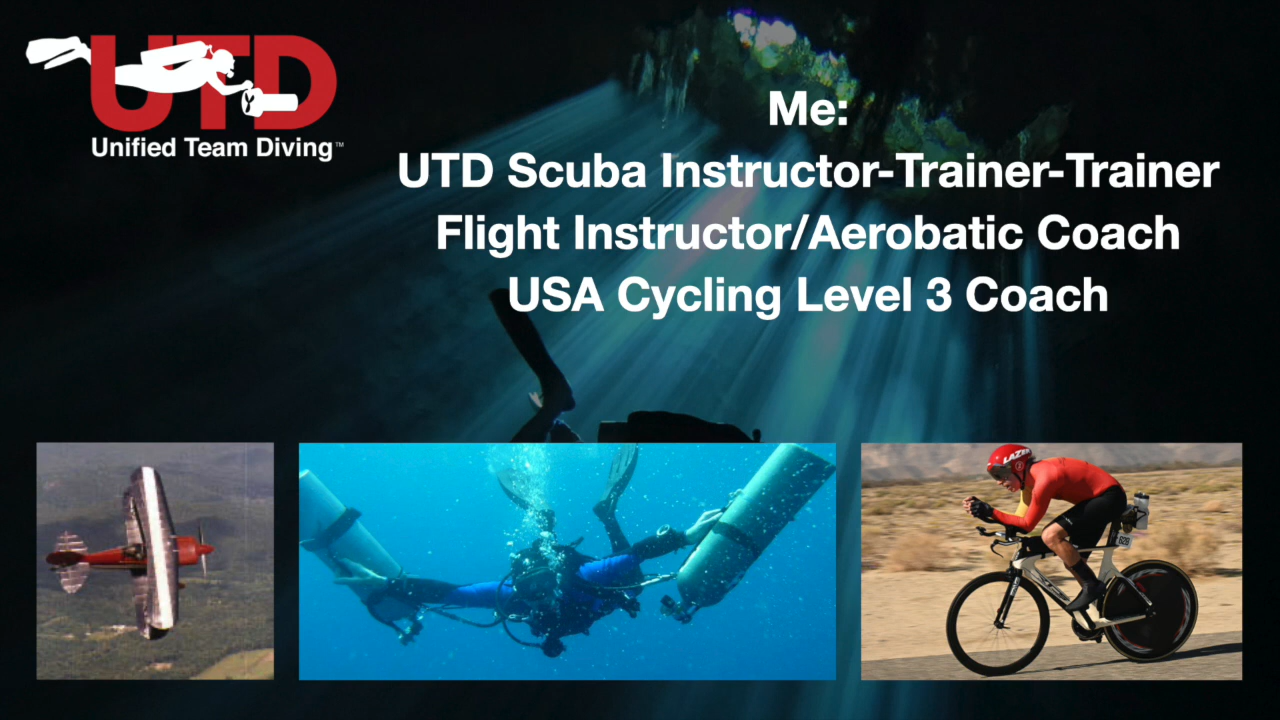 UTD
Unified Team Diving™
Me:
UTD Scuba Instructor-Trainer-Trainer
Flight Instructor/Aerobatic Coach
USA Cycling Level 3 Coach
LAZER